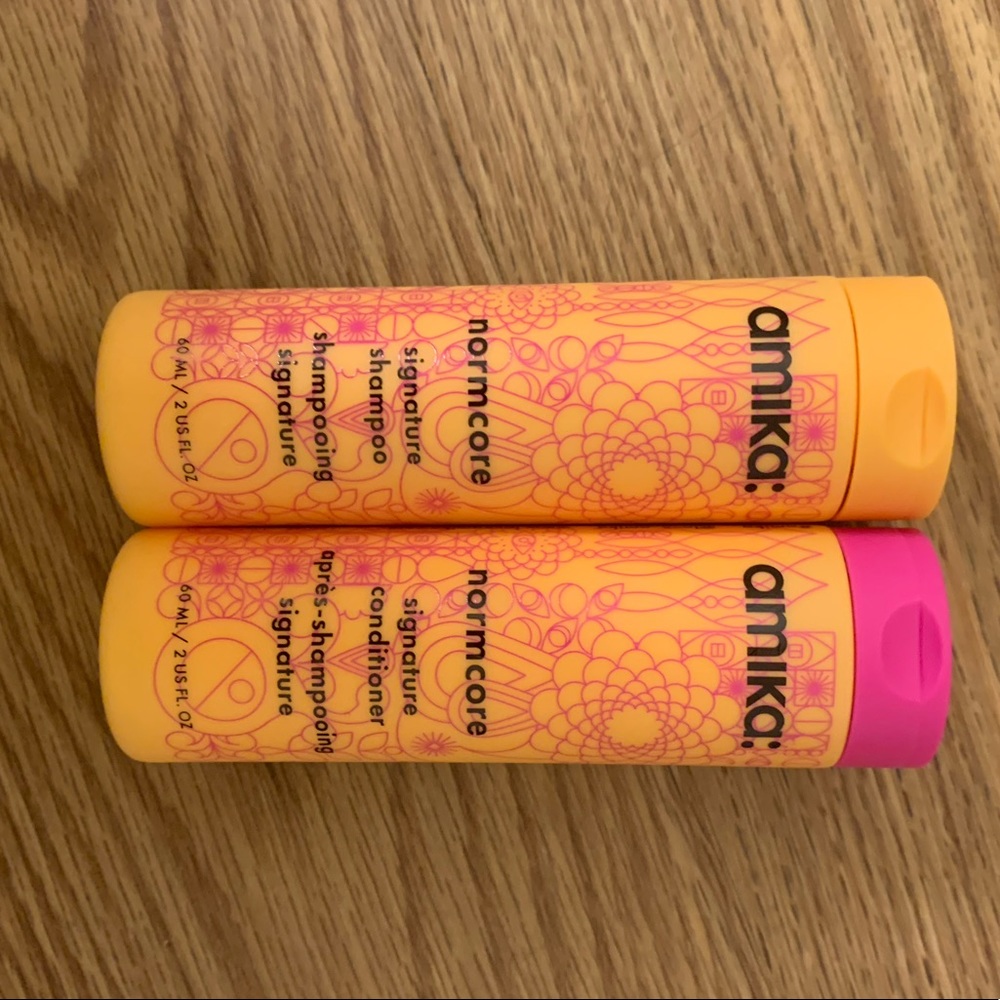 amika:
normcore
signature
shampoo
shampooing
signature
60 ML / 2 US FL. OZ
amika:
normcore
signature
conditioner
après-shampooing
signature
60 ML / 2 US FL. OZ